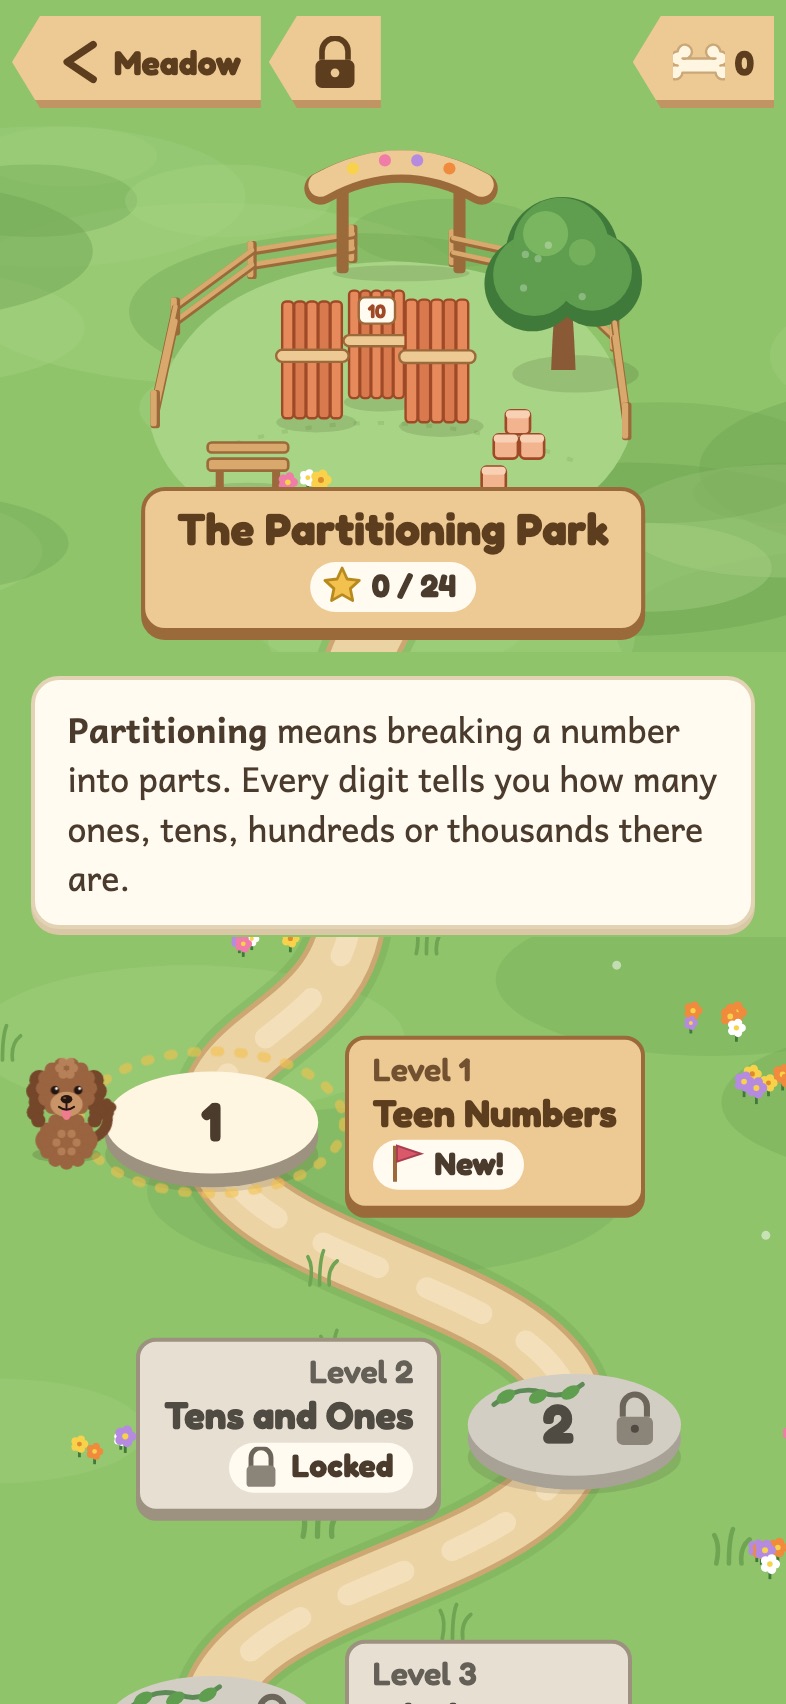 Meadow
0
10
The Partitioning Park
0 / 24
Partitioning means breaking a number
into parts. Every digit tells you how many
ones, tens, hundreds or thousands there
are.
1
Level 1
Teen Numbers
New!
Level 2
Tens and Ones
Locked
2
Level 3